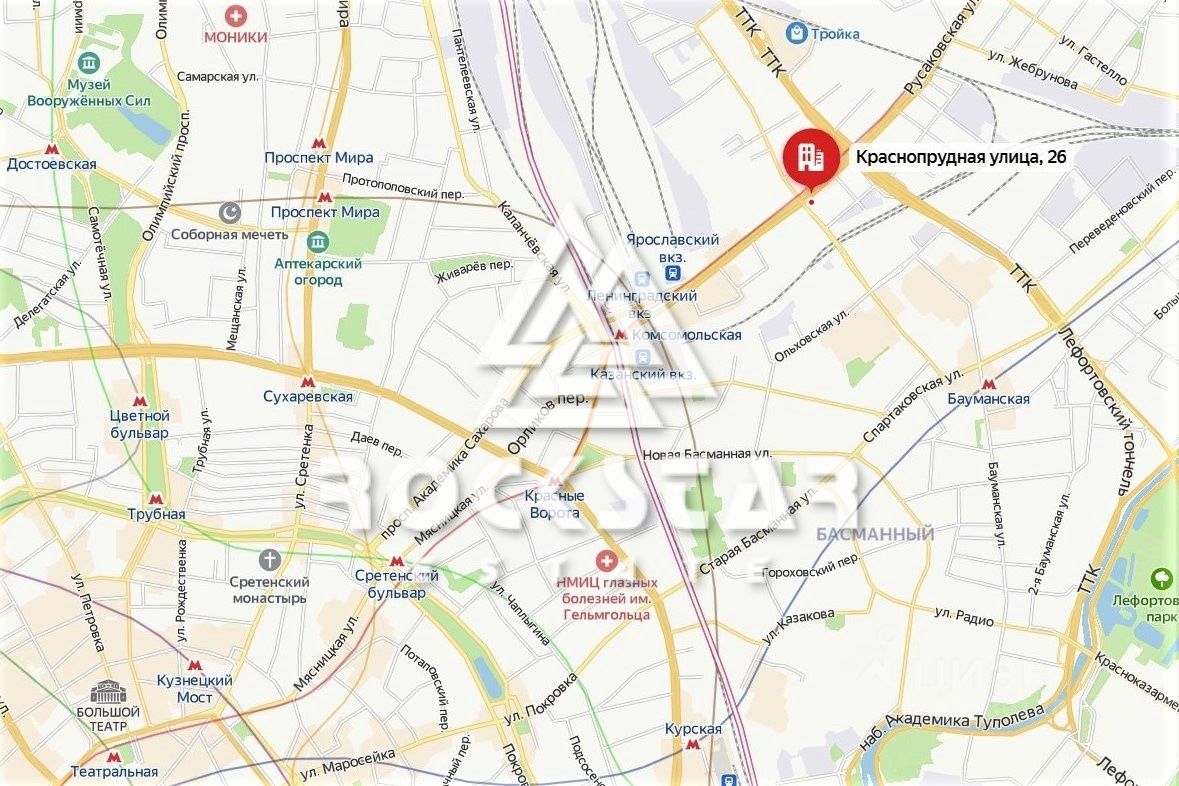 МОНИКИ
Самарская ул.
Музей
Вооружённых Сил
Достоевская
Олимпийский просп.
Самотёчная ул.
Делегатская ул.
Проспект Мира
Протопоповский пер.
Проспект Мира
Соборная мечеть
Аптекарский
огород
Мещанская ул.
Живарёв пер.
Пантелеевская ул.
Каланчёвская ул.
ТТК
ТТК
Тройка
Русаковская ул.
ул. Гастелло
ул. Жебрунова
Краснопрудная улица, 26
Переведеновский пер.
Ярославский
вкз.
Ленинградский
вкз.
Комсомольская
Казанский вкз.
Ольховская ул.
ТТК
Лефортовский тоннель
Спартаковская ул.
Бауманская
Сухаревская
Цветной
бульвар
Трубная ул.
ул. Сретенка
Даев пер.
просп. Академика Сахарова
Орликов пер.
Новая Басманная ул.
ROCKSTAR
ESTATE
Трубная
Мясницкая ул.
Красные
Ворота
Старая Басманная ул.
БАСМАННЫЙ
Бауманская ул.
2-я Бауманская ул.
ТТК
Гороховский пер.
НМИЦ глазных
болезней им.
Гельмгольца
Сретенский
монастырь
Сретенский
бульвар
ул. Петровка
ул. Рождественка
ул. Чаплыгина
ул. Казакова
ул. Радио
Лефортов
парк
Красноказарме
Кузнецкий
Мост
Мясницкая ул.
Потаповский пер.
ул. Покровка
БОЛЬШОЙ
ТЕАТР
Театральная
ул. Маросейка
Курская
наб. Академика Туполева